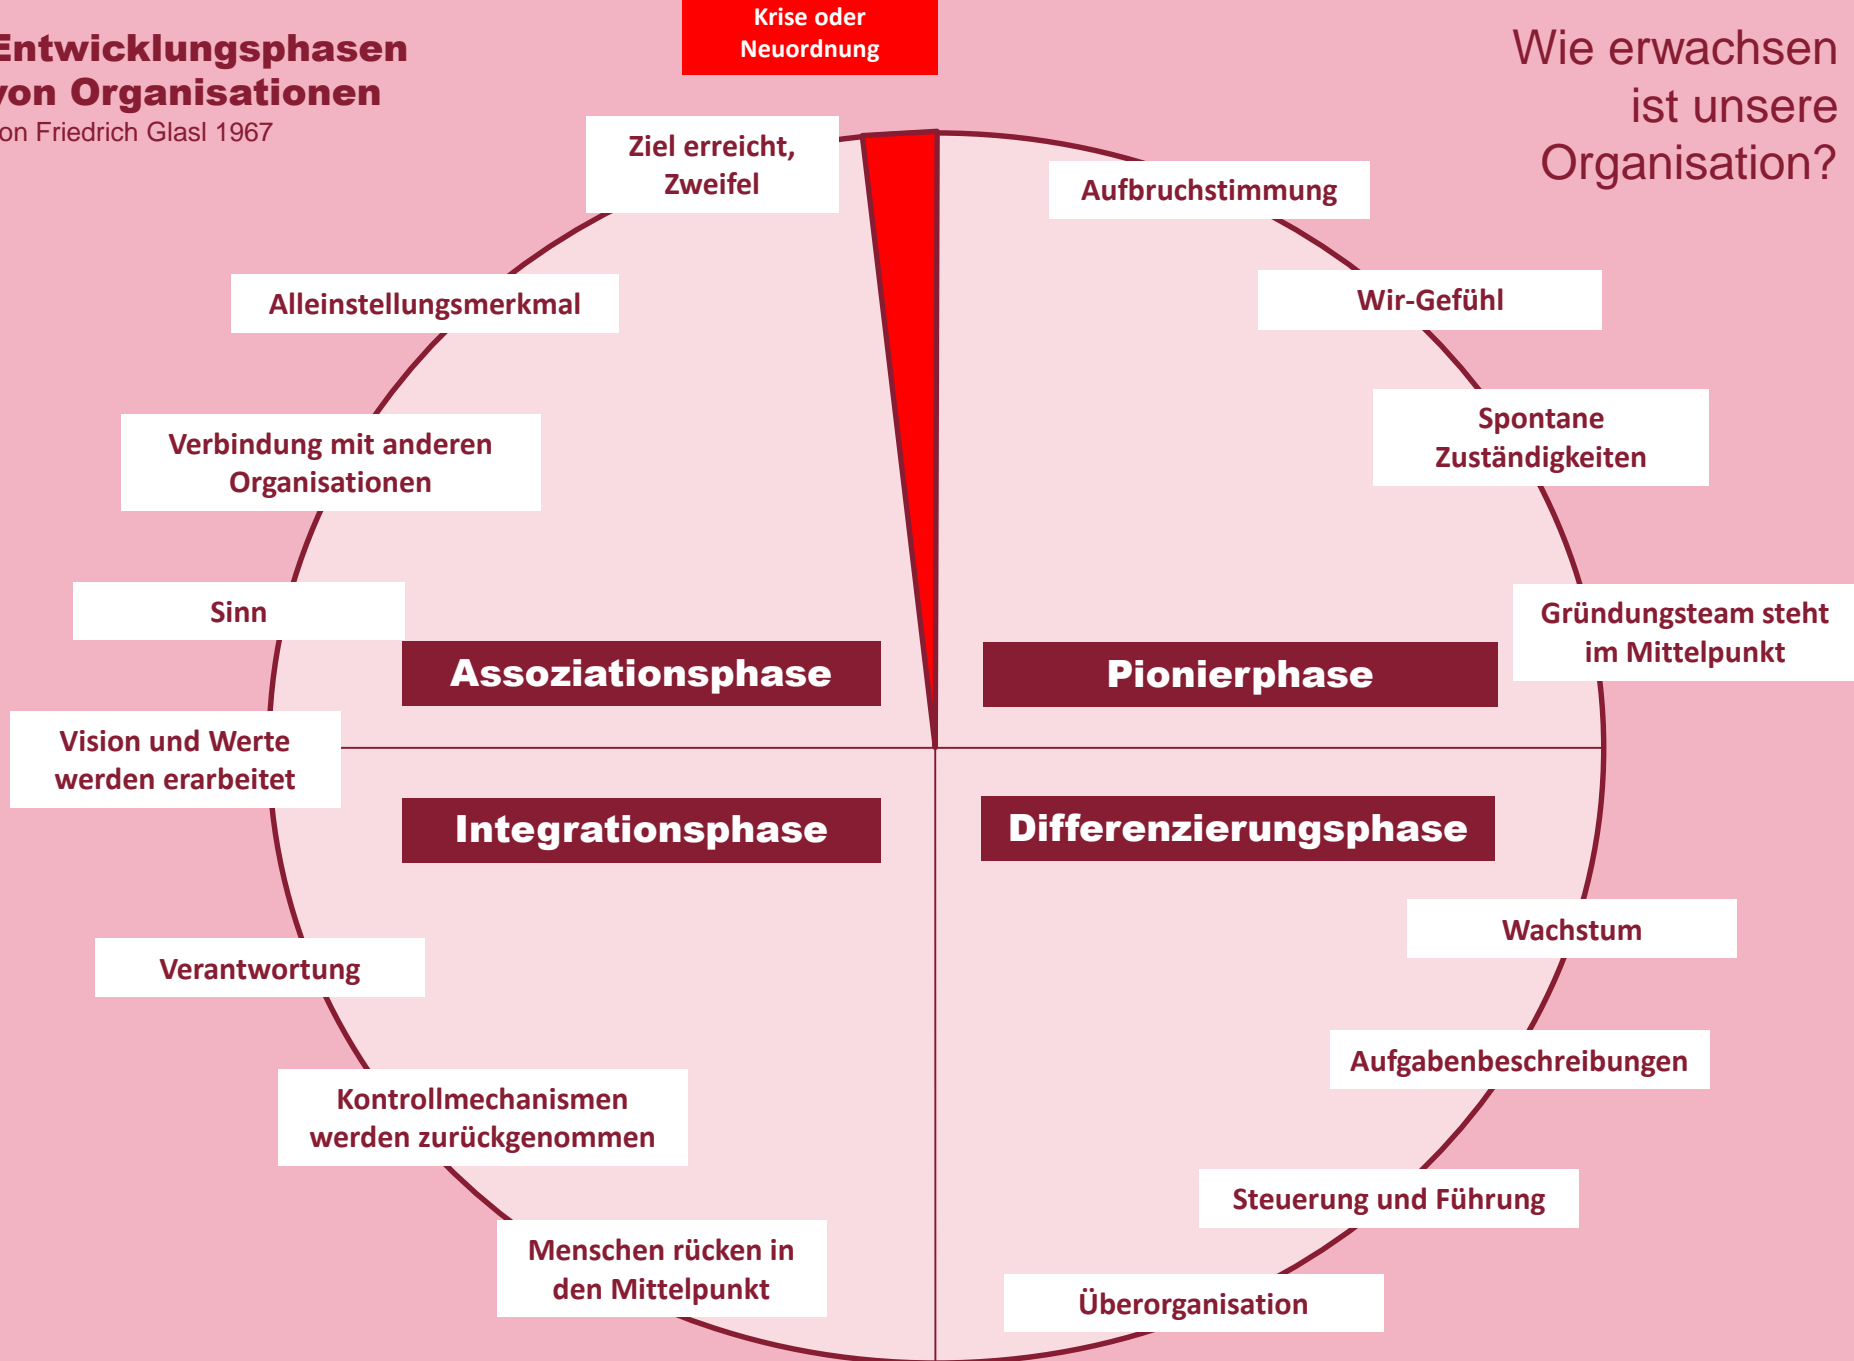 Entwicklungsphasen
von Organisationen
von Friedrich Glasl 1967
Krise oder
Neuordnung
Wie erwachsen
ist unsere
Organisation?
Ziel erreicht,
Zweifel
Aufbruchstimmung
Alleinstellungsmerkmal
Wir-Gefühl
Verbindung mit anderen
Organisationen
Spontane
Zuständigkeiten
Sinn
Gründungsteam steht
im Mittelpunkt
Assoziationsphase
Pionierphase
Vision und Werte
werden erarbeitet
Integrationsphase
Differenzierungsphase
Verantwortung
Wachstum
Kontrollmechanismen
werden zurückgenommen
Aufgabenbeschreibungen
Menschen rücken in
den Mittelpunkt
Steuerung und Führung
Überorganisation